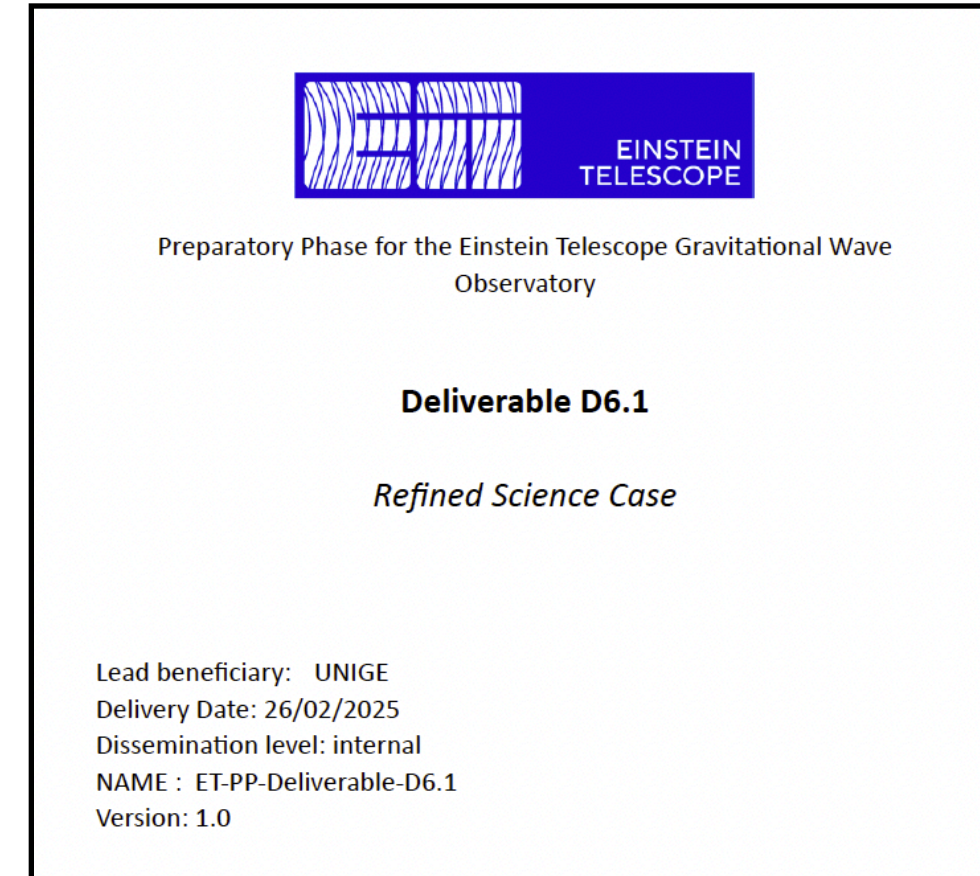 ET
EINSTEIN
TELESCOPE
Preparatory Phase for the Einstein Telescope Gravitational Wave
Observatory
Deliverable D6.1
Refined Science Case
Lead beneficiary: UNIGE
Delivery Date: 26/02/2025
Dissemination level: internal
NAME : ET-PP-Deliverable-D6.1
Version: 1.0